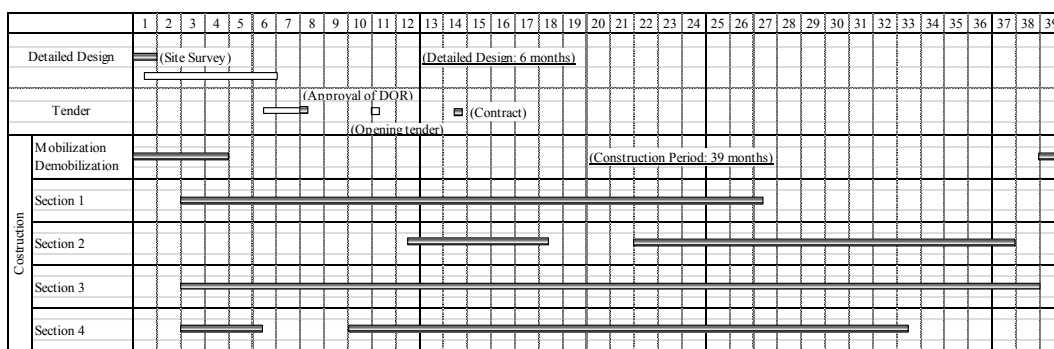 1 2 3 4 5 6 7 8 9 10 11 12 13 14 15 16 17 18 19 20 21 22 23 24 25 26 27 28 29 30 31 32 33 34 35 36 37 38 39
Detailed Design (Site Survey) (Detailed Design: 6 months)
(Approval of DOR)
Tender (Contract)
(Opening tender)
Costruction
Mobilization
Demobilization (Construction Period: 39 months)
Section 1
Section 2
Section 3
Section 4